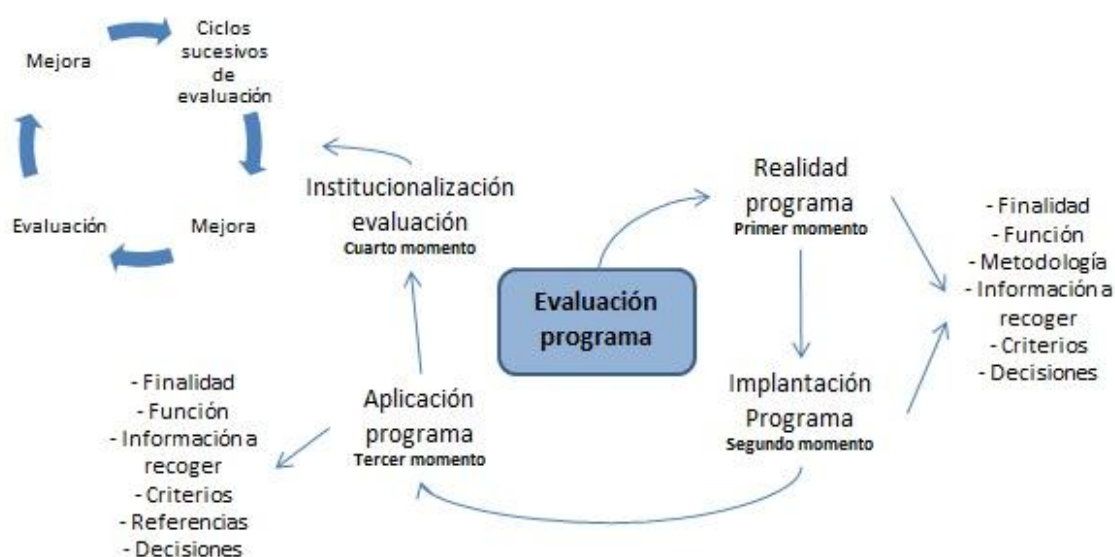 Ciclos
sucesivos
de
evaluación
Mejora
Evaluación
Mejora
Institucionalización
evaluación
Cuarto momento
Realidad
programa
Primer momento
- Finalidad
- Función
- Metodología
- Información a
recoger
- Criterios
- Decisiones
Evaluación
programa
Implantación
Programa
Segundo momento
Aplicación
programa
Tercer momento
- Finalidad
- Función
- Información a
recoger
- Criterios
- Referencias
- Decisiones